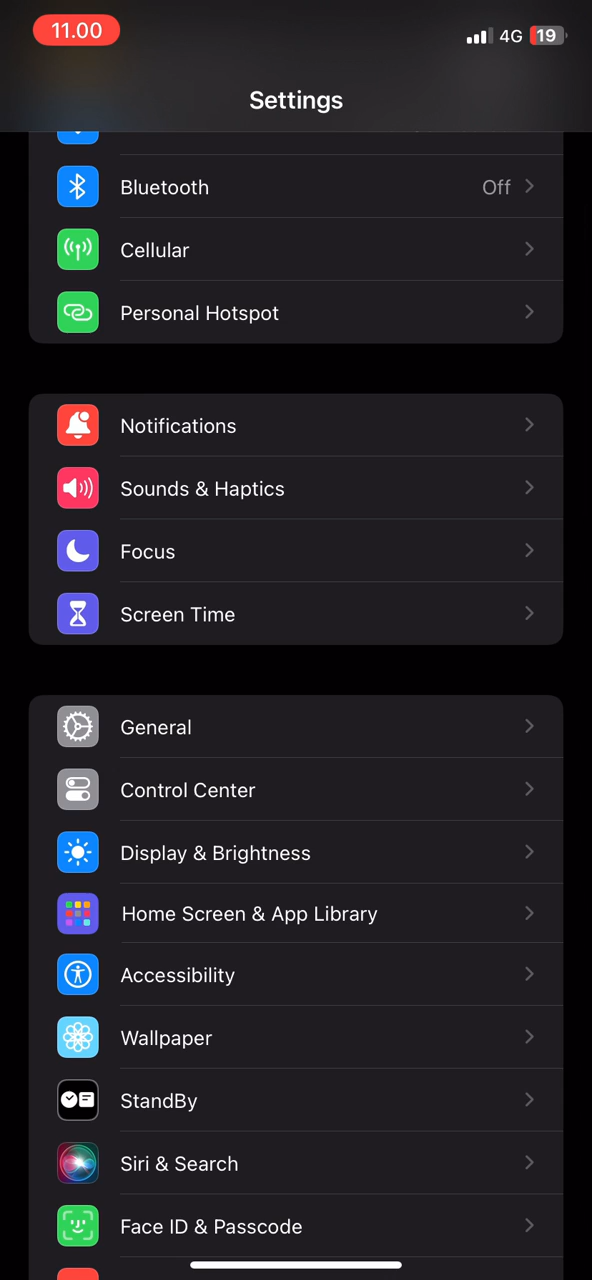 11.00
4G 19
Settings
Bluetooth Off
Cellular
Personal Hotspot
Notifications
Sounds & Haptics
Focus
Screen Time
General
Control Center
Display & Brightness
Home Screen & App Library
Accessibility
Wallpaper
StandBy
Siri & Search
Face ID & Passcode